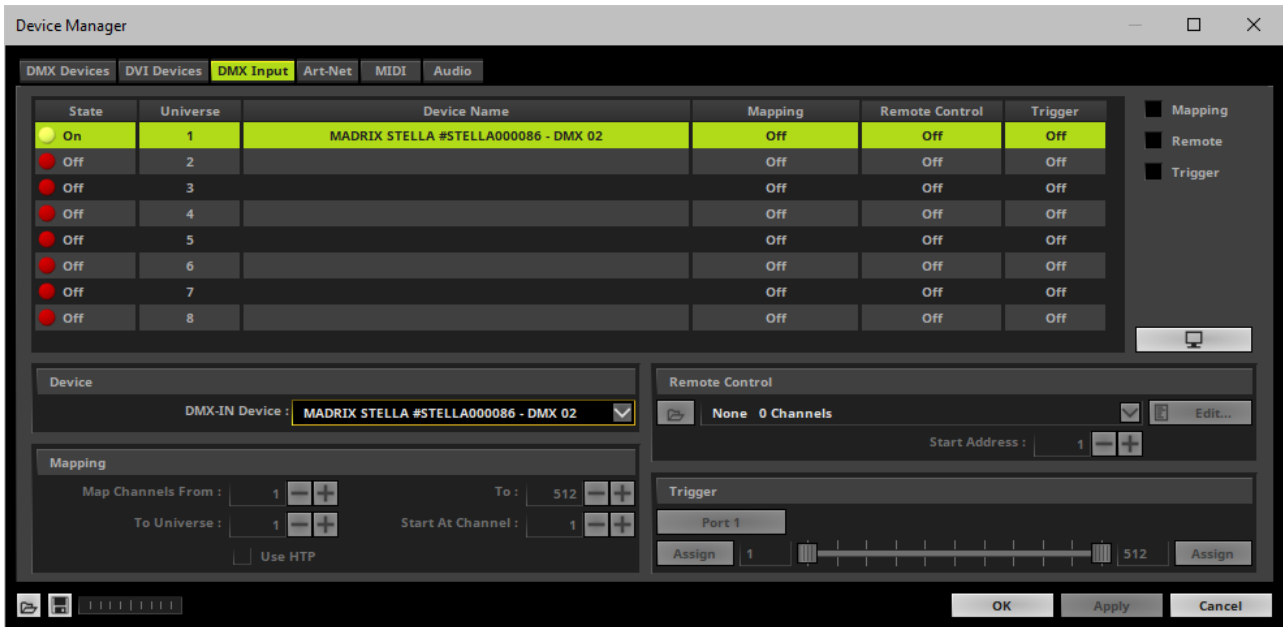 Device Manager
DMX Devices DVI Devices DMX Input Art-Net MIDI Audio
State Universe Device Name Mapping Remote Control Trigger
On 1 MADRIX STELLA #STELLA000086 - DMX 02 Off Off Off
Off 2 Off Off Off
Off 3 Off Off Off
Off 4 Off Off Off
Off 5 Off Off Off
Off 6 Off Off Off
Off 7 Off Off Off
Off 8 Off Off Off
Mapping
Remote
Trigger
Device
DMX-IN Device : MADRIX STELLA #STELLA000086 - DMX 02
Mapping
Map Channels From : 1 To : 512
To Universe : 1 Start At Channel : 1
Use HTP
Remote Control
None 0 Channels Edit...
Start Address : 1
Trigger
Port 1
Assign 1 512 Assign
OK Apply Cancel